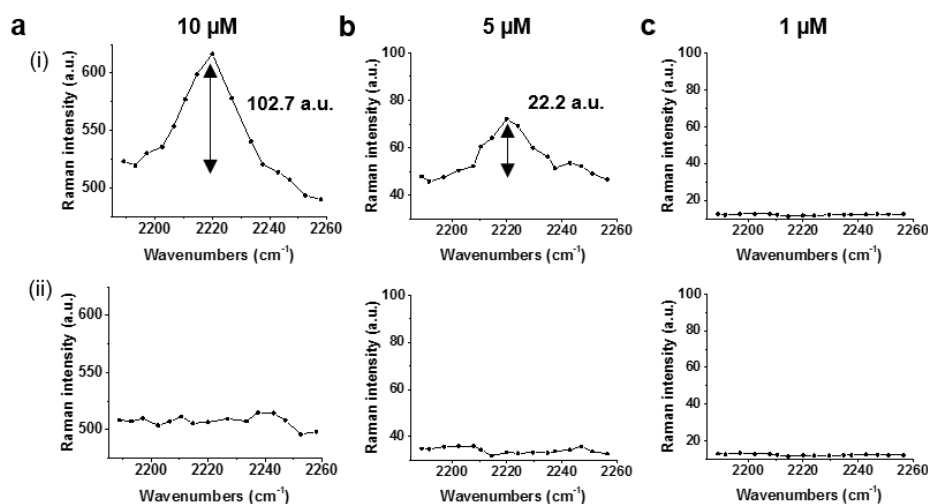 a 10 µM b 5 µM c 1 µM
(i)
Raman intensity (a.u.)
600
550
500
102.7 a.u.
2200 2220 2240 2260
Wavenumbers (cm-1)
Raman intensity (a.u.)
100
80
60
40
22.2 a.u.
2200 2220 2240 2260
Wavenumbers (cm-1)
Raman intensity (a.u.)
100
80
60
40
20
2200 2220 2240 2260
Wavenumbers (cm-1)
(ii)
Raman intensity (a.u.)
600
550
500
2200 2220 2240 2260
Wavenumbers (cm-1)
Raman intensity (a.u.)
100
80
60
40
2200 2220 2240 2260
Wavenumbers (cm-1)
Raman intensity (a.u.)
100
80
60
40
20
2200 2220 2240 2260
Wavenumbers (cm-1)